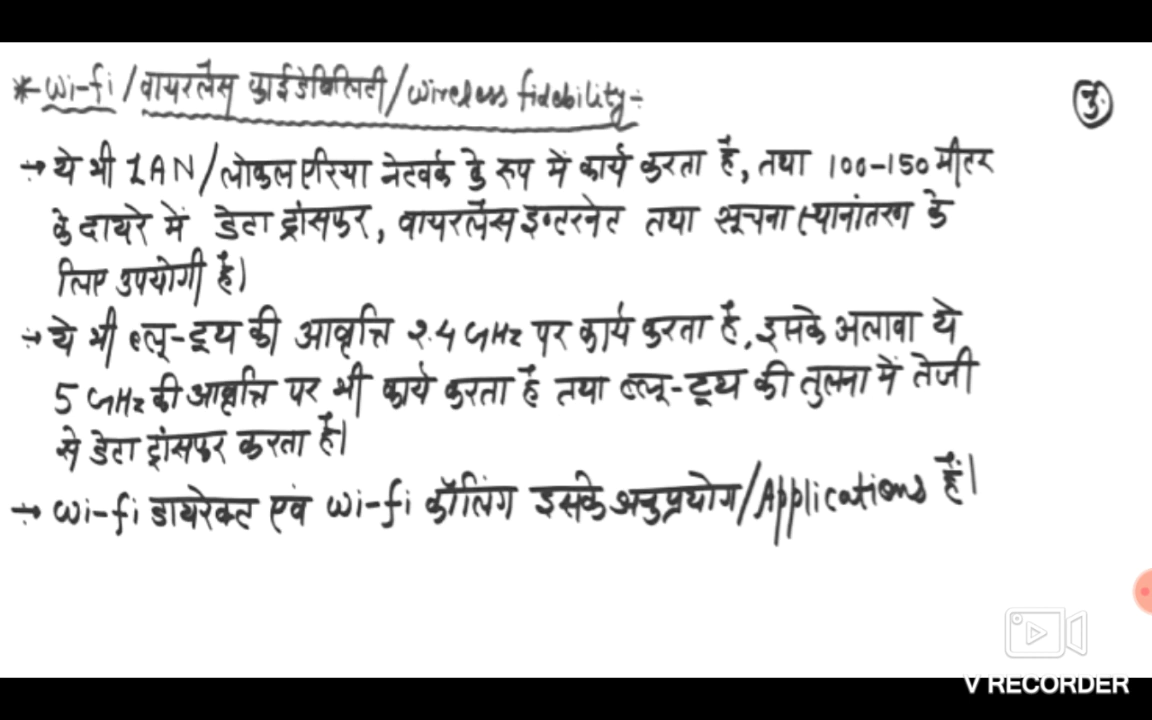 * Wi-fi / वायरलैस फाईडेबिलिटी / Wireless fidebility :-
3.
→ ये भी LAN / लोकल एरिया नेटवर्क के रूप में कार्य करता है, तथा 100-150 मीटर
के दायरे में डेटा ट्रांसफर, वायरलैस इण्टरनेट तथा सूचना स्थानांतरण के
लिए उपयोगी है।
→ ये भी ब्लू-टूथ की आवृत्ति 2.4 GHz पर कार्य करता है, इसके अलावा ये
5 GHz की आवृत्ति पर भी कार्य करता है तथा ब्लू-टूथ की तुलना में तेजी
से डेटा ट्रांसफर करता है।
→ Wi-fi डायरेक्ट एवं Wi-fi कॉलिंग इसके अनुप्रयोग / Applications हैं।
V RECORDER